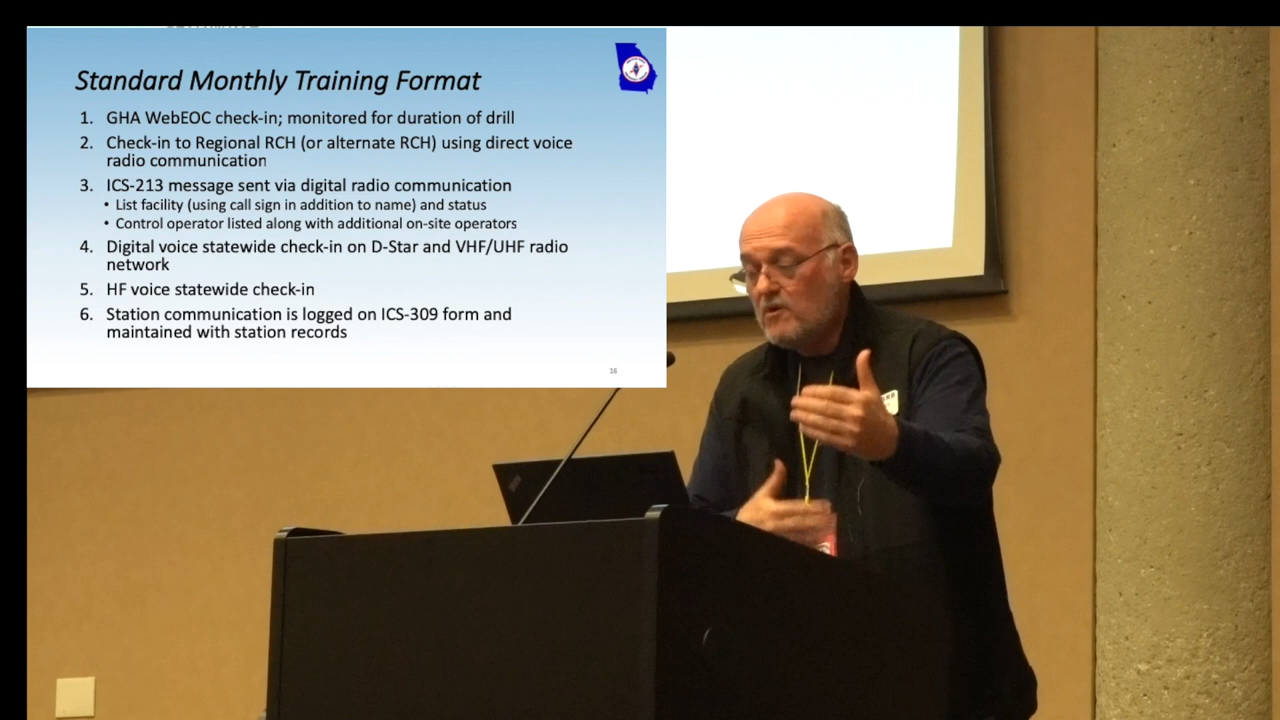 Standard Monthly Training Format
1. GHA WebEOC check-in; monitored for duration of drill
2. Check-in to Regional RCH (or alternate RCH) using direct voice
radio communication
3. ICS-213 message sent via digital radio communication
• List facility (using call sign in addition to name) and status
• Control operator listed along with additional on-site operators
4. Digital voice statewide check-in on D-Star and VHF/UHF radio
network
5. HF voice statewide check-in
6. Station communication is logged on ICS-309 form and
maintained with station records
16